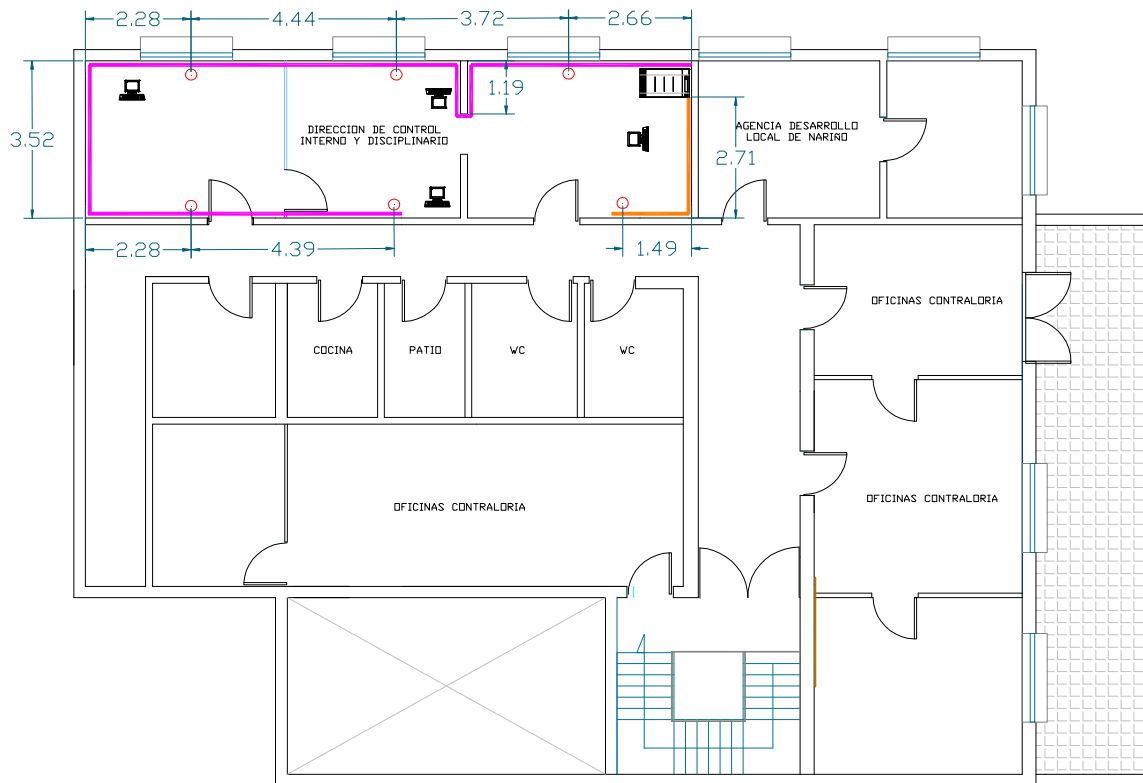 2.28
4.44
3.72
2.66
1.19
3.52
DIRECCION DE CONTROL
INTERNO Y DISCIPLINARIO
AGENCIA DESARROLLO
LOCAL DE NARIÑO
2.71
2.28
4.39
1.49
OFICINAS CONTRALORIA
COCINA
PATIO
WC
WC
OFICINAS CONTRALORIA
OFICINAS CONTRALORIA